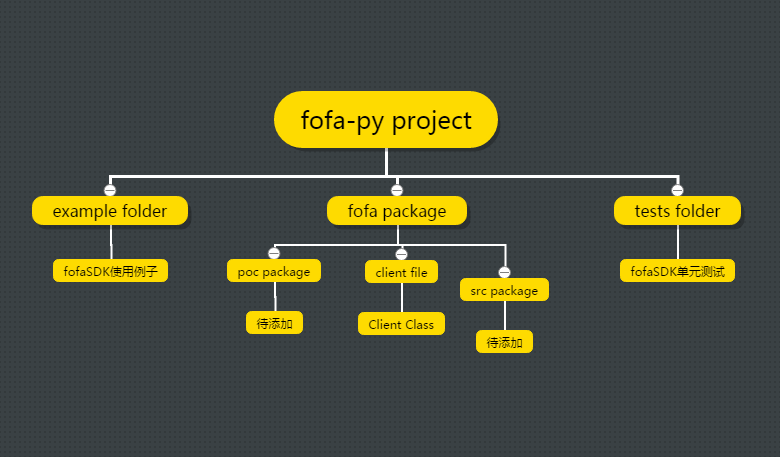 fofa-py project
example folder
fofa package
tests folder
fofaSDK使用例子
poc package
client file
src package
fofaSDK单元测试
待添加
Client Class
待添加